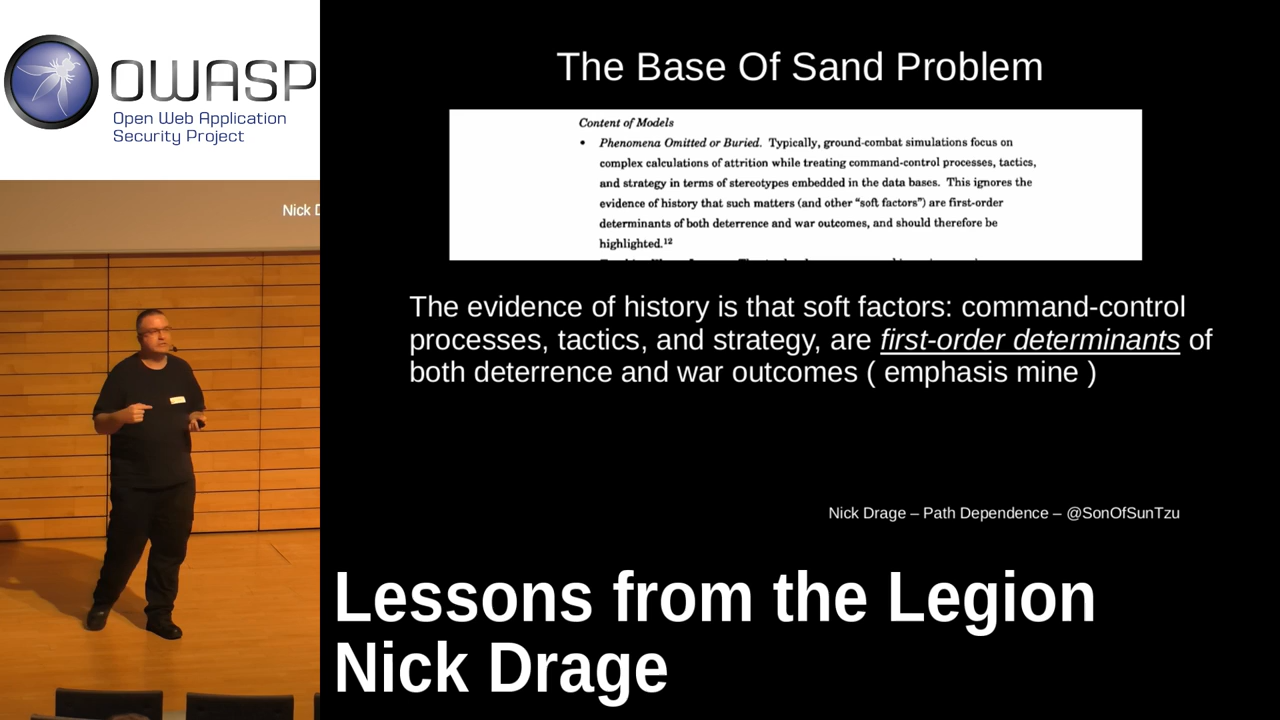 OWASP
Open Web Application
Security Project
Nick D
The Base Of Sand Problem
Content of Models
• Phenomena Omitted or Buried. Typically, ground-combat simulations focus on
complex calculations of attrition while treating command-control processes, tactics,
and strategy in terms of stereotypes embedded in the data bases. This ignores the
evidence of history that such matters (and other “soft factors”) are first-order
determinants of both deterrence and war outcomes, and should therefore be
highlighted.12
The evidence of history is that soft factors: command-control
processes, tactics, and strategy, are first-order determinants of
both deterrence and war outcomes ( emphasis mine )
Nick Drage – Path Dependence – @SonOfSunTzu
Lessons from the Legion
Nick Drage